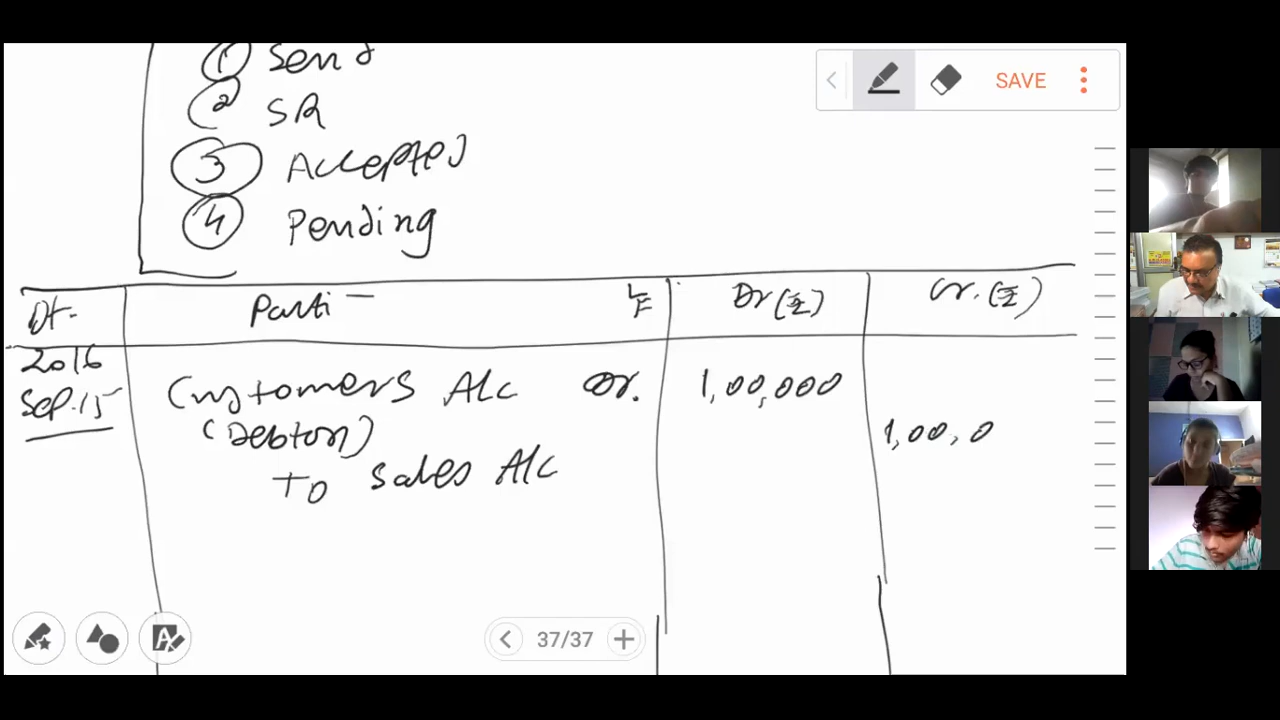 ① Send
SAVE
② SR
③ Accepted
④ Pending
Dt. Parti - LF Dr (₹) Cr. (₹)
2016
Sep.15 Customers A/c Dr. 1,00,000
(Debtors) 1,00,0
To Sales A/c
37/37